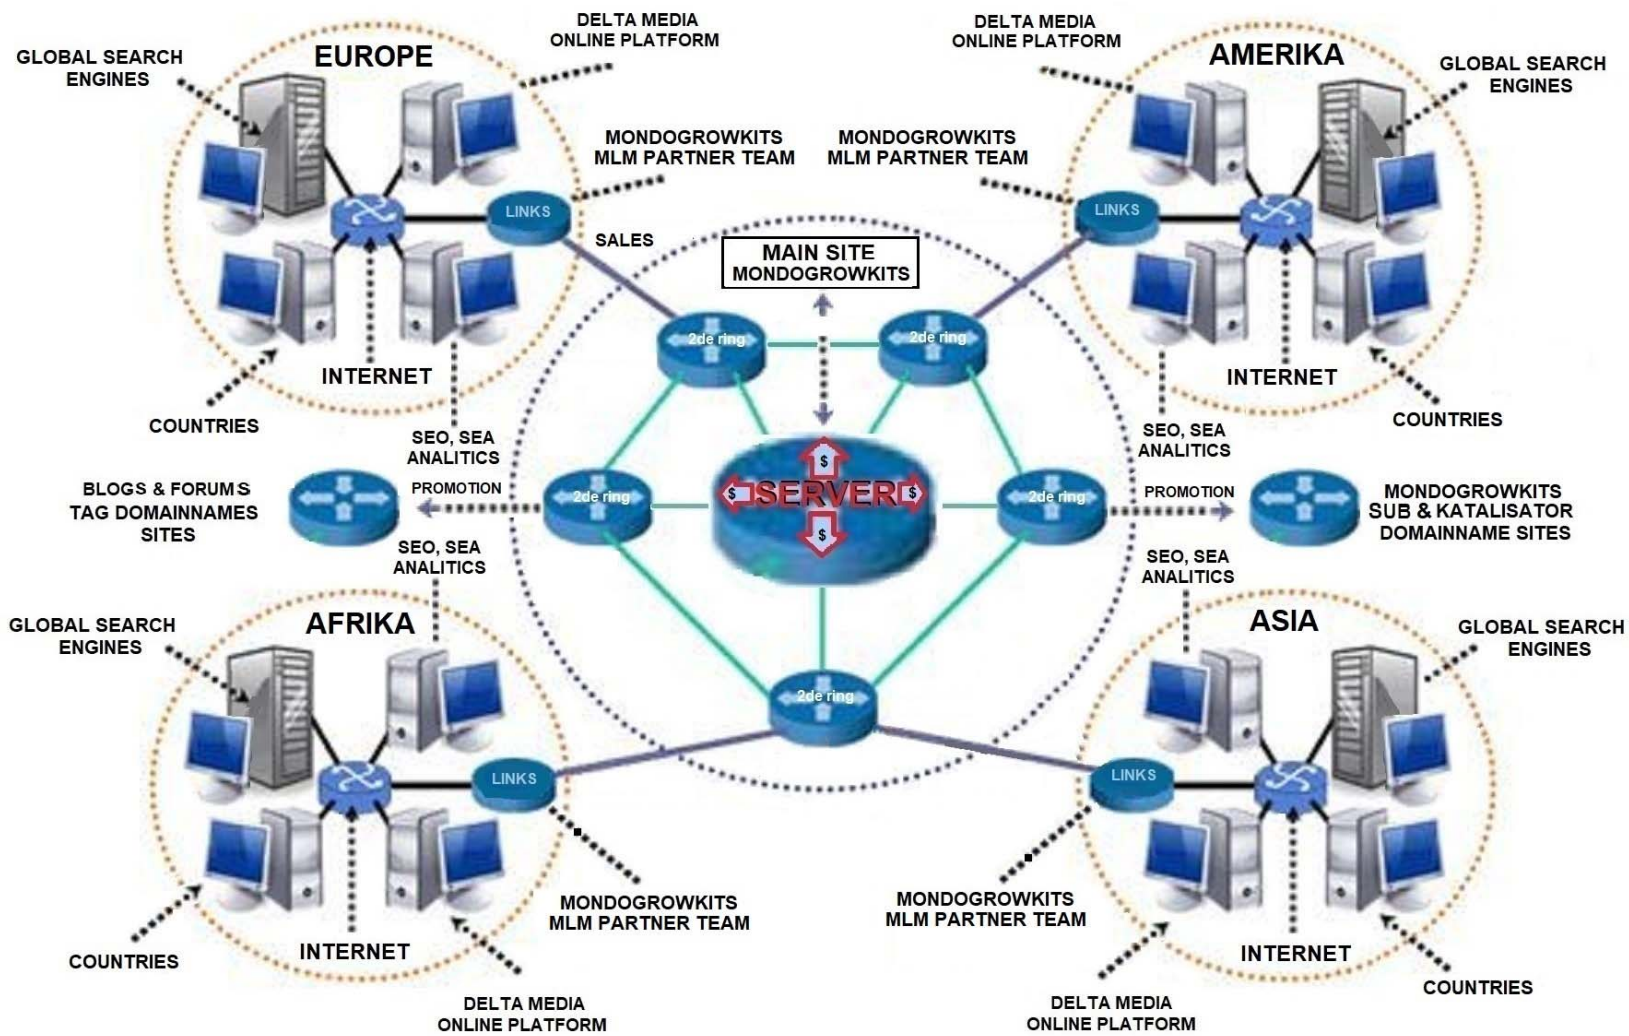 DELTA MEDIA
ONLINE PLATFORM
GLOBAL SEARCH
ENGINES
EUROPE
MONDOGROWKITS
MLM PARTNER TEAM
LINKS
SALES
INTERNET
COUNTRIES
SEO, SEA
ANALITICS
DELTA MEDIA
ONLINE PLATFORM
AMERIKA
GLOBAL SEARCH
ENGINES
MONDOGROWKITS
MLM PARTNER TEAM
LINKS
INTERNET
COUNTRIES
SEO, SEA
ANALITICS
MAIN SITE
MONDOGROWKITS
2de ring
2de ring
BLOGS & FORUMS
TAG DOMAINNAMES
SITES
PROMOTION
2de ring
$
$ SERVER $
$
2de ring
PROMOTION
MONDOGROWKITS
SUB & KATALISATOR
DOMAINNAME SITES
2de ring
SEO, SEA
ANALITICS
GLOBAL SEARCH
ENGINES
AFRIKA
LINKS
MONDOGROWKITS
MLM PARTNER TEAM
INTERNET
COUNTRIES
DELTA MEDIA
ONLINE PLATFORM
SEO, SEA
ANALITICS
ASIA
GLOBAL SEARCH
ENGINES
LINKS
MONDOGROWKITS
MLM PARTNER TEAM
INTERNET
COUNTRIES
DELTA MEDIA
ONLINE PLATFORM